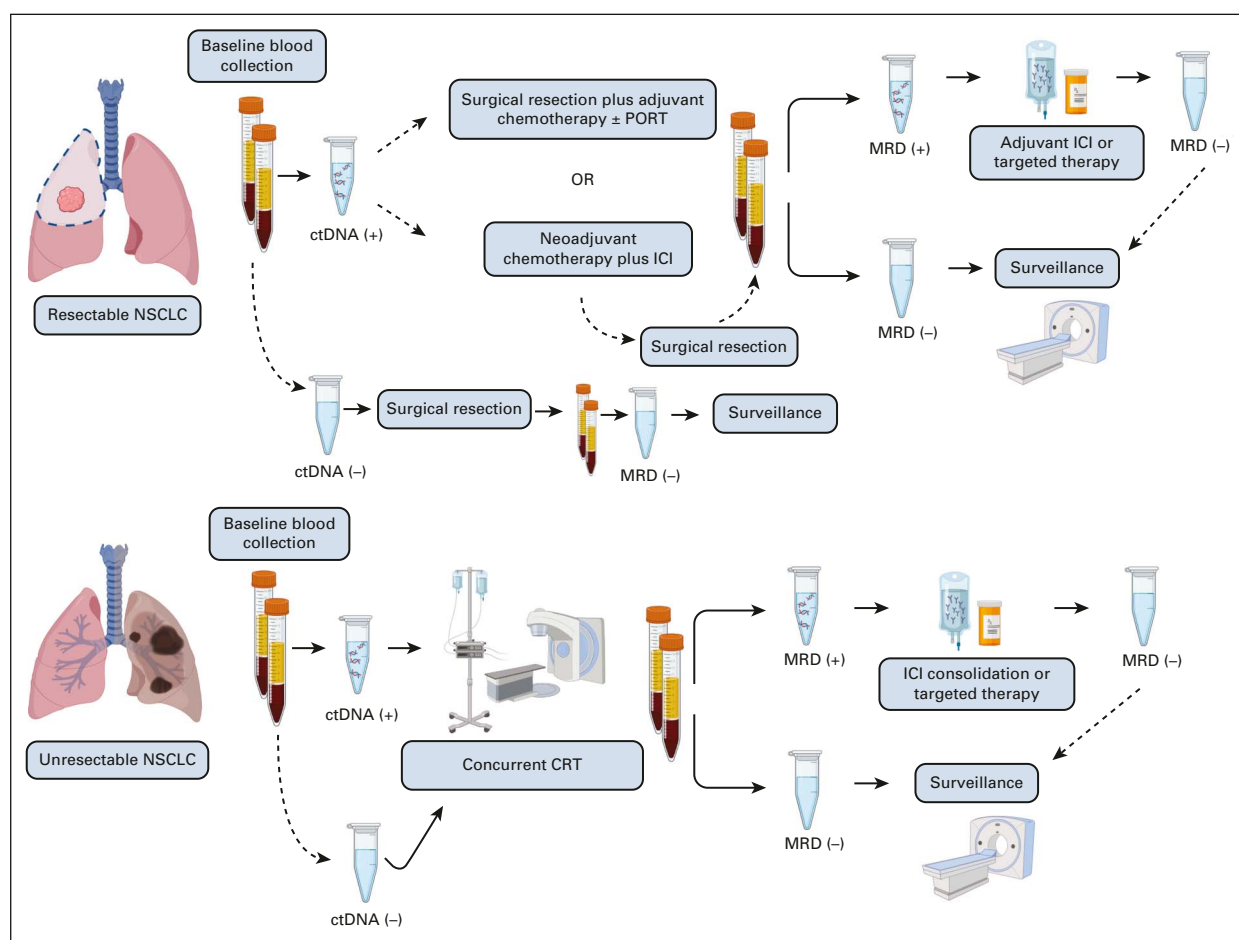 Baseline blood
collection
ctDNA (+)
Resectable NSCLC
Surgical resection plus adjuvant
chemotherapy ± PORT
OR
Neoadjuvant
chemotherapy plus ICI
Surgical resection
MRD (+)
Adjuvant ICI or
targeted therapy
MRD (–)
MRD (–)
Surveillance
ctDNA (–)
Surgical resection
MRD (–)
Surveillance
Baseline blood
collection
ctDNA (+)
Unresectable NSCLC
Concurrent CRT
ctDNA (–)
MRD (+)
ICI consolidation or
targeted therapy
MRD (–)
MRD (–)
Surveillance